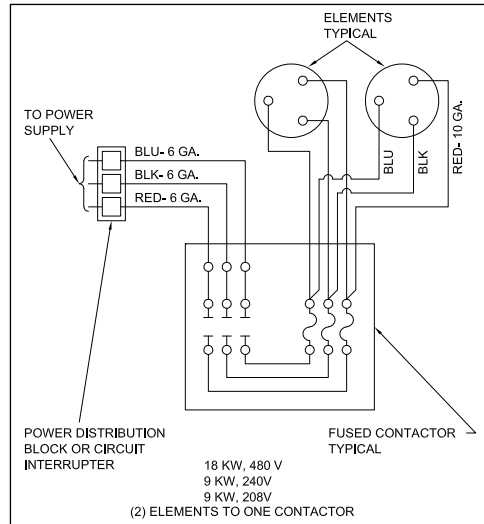 ELEMENTS
TYPICAL
TO POWER
SUPPLY
BLU- 6 GA.
BLK- 6 GA.
RED- 6 GA.
BLU
BLK
RED- 10 GA.
POWER DISTRIBUTION
BLOCK OR CIRCUIT
INTERRUPTER
FUSED CONTACTOR
TYPICAL
18 KW, 480 V
9 KW, 240V
9 KW, 208V
(2) ELEMENTS TO ONE CONTACTOR